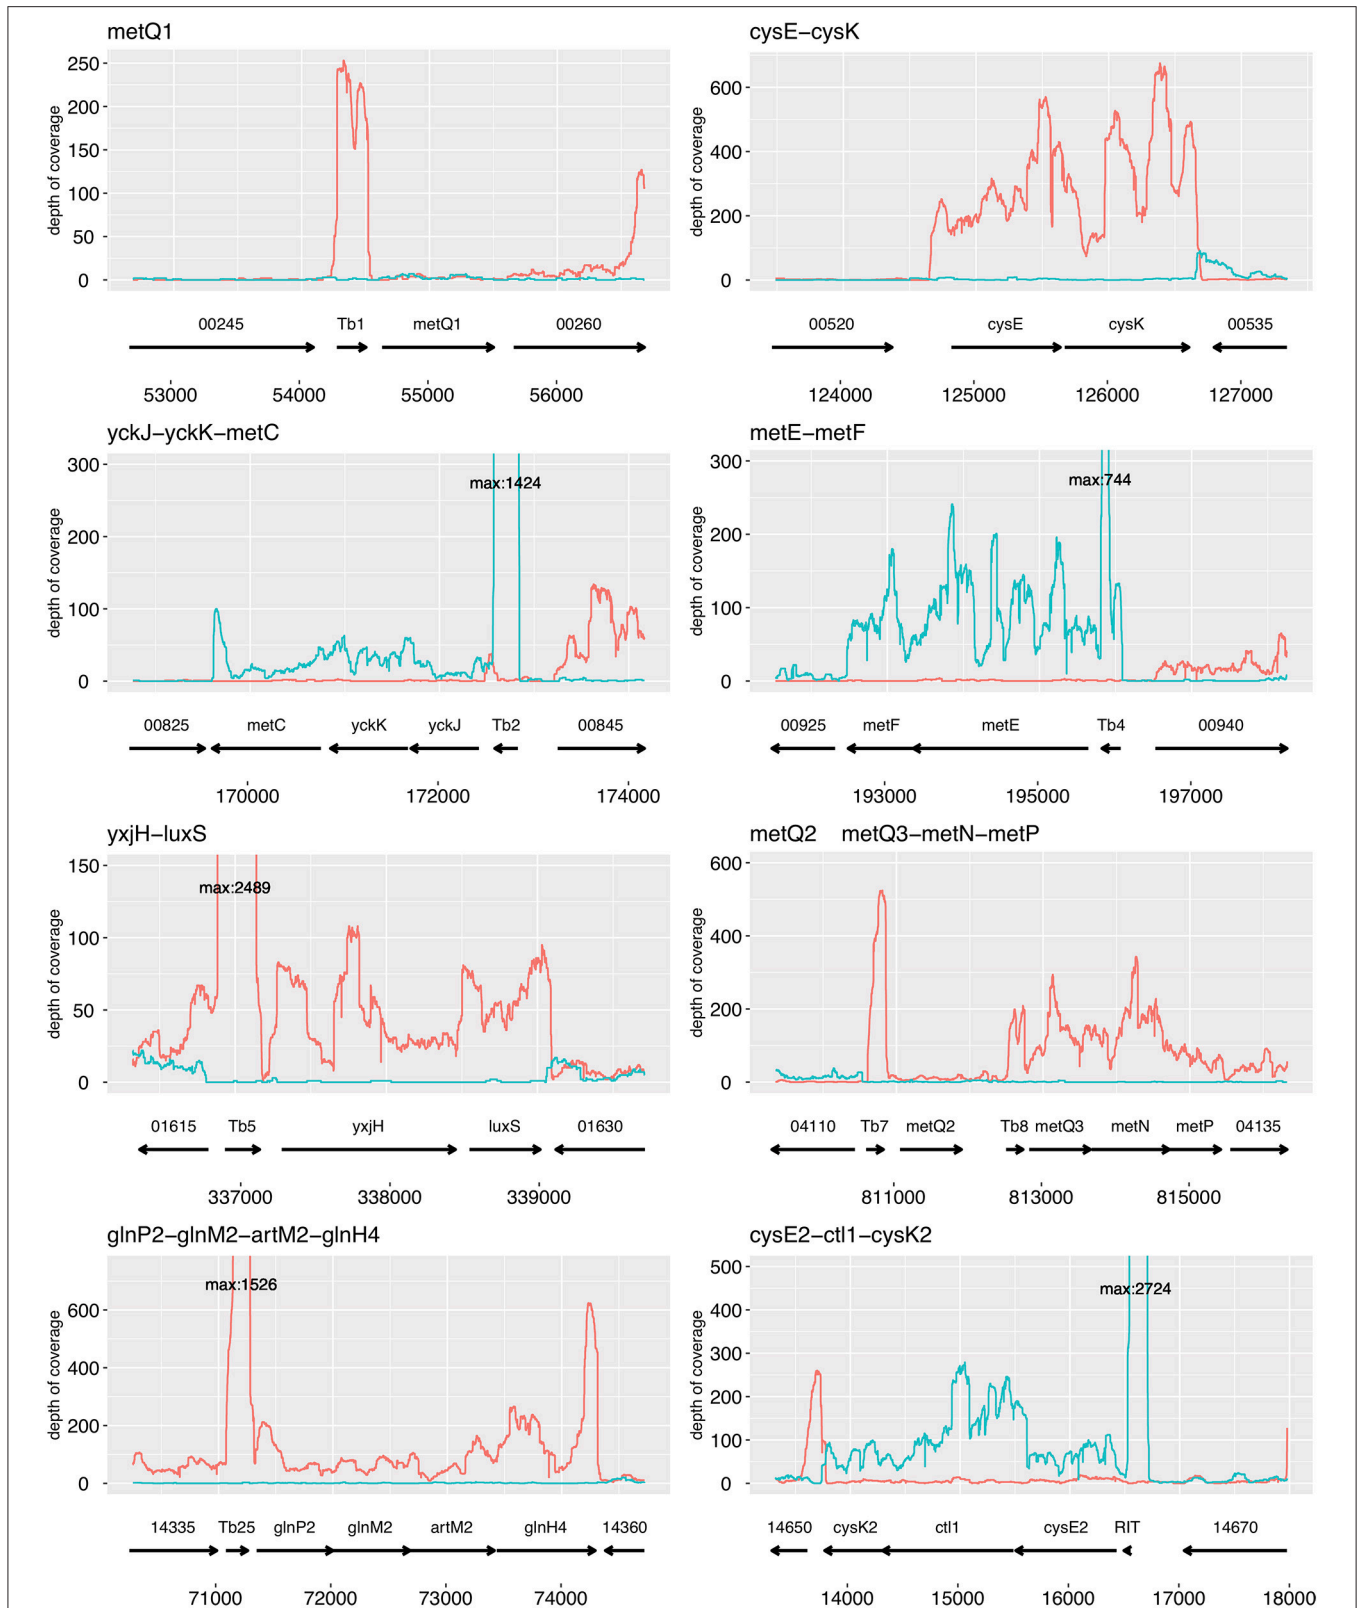 metQ1
250
200
150
100
50
0
depth of coverage
00245 Tb1 metQ1 00260
53000 54000 55000 56000
cysE−cysK
600
400
200
0
depth of coverage
00520 cysE cysK 00535
124000 125000 126000 127000
yckJ−yckK−metC
300
200
100
0
depth of coverage
max:1424
00825 metC yckK yckJ Tb2 00845
170000 172000 174000
metE−metF
300
200
100
0
depth of coverage
max:744
00925 metF metE Tb4 00940
193000 195000 197000
yxjH−luxS
150
100
50
0
depth of coverage
max:2489
01615 Tb5 yxjH luxS 01630
337000 338000 339000
metQ2 metQ3−metN−metP
600
400
200
0
depth of coverage
04110 Tb7 metQ2 Tb8 metQ3 metN metP 04135
811000 813000 815000
glnP2−glnM2−artM2−glnH4
600
400
200
0
depth of coverage
max:1526
14335 Tb25 glnP2 glnM2 artM2 glnH4 14360
71000 72000 73000 74000
cysE2−ctl1−cysK2
500
400
300
200
100
0
depth of coverage
max:2724
14650 cysK2 ctl1 cysE2 RIT 14670
14000 15000 16000 17000 18000